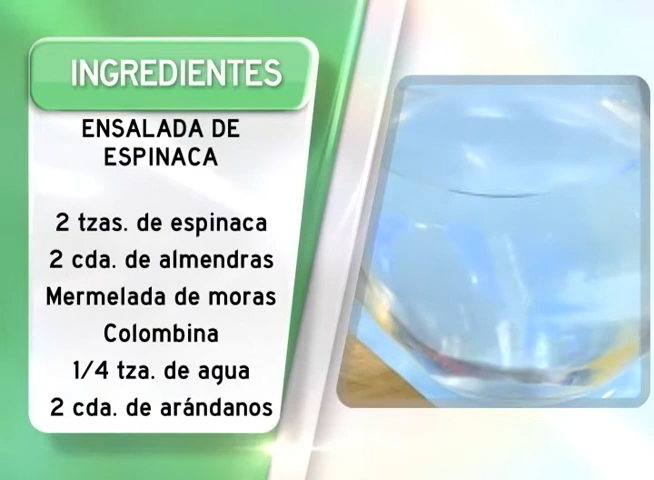 INGREDIENTES
ENSALADA DE
ESPINACA
2 tzas. de espinaca
2 cda. de almendras
Mermelada de moras
Colombina
1/4 tza. de agua
2 cda. de arándanos